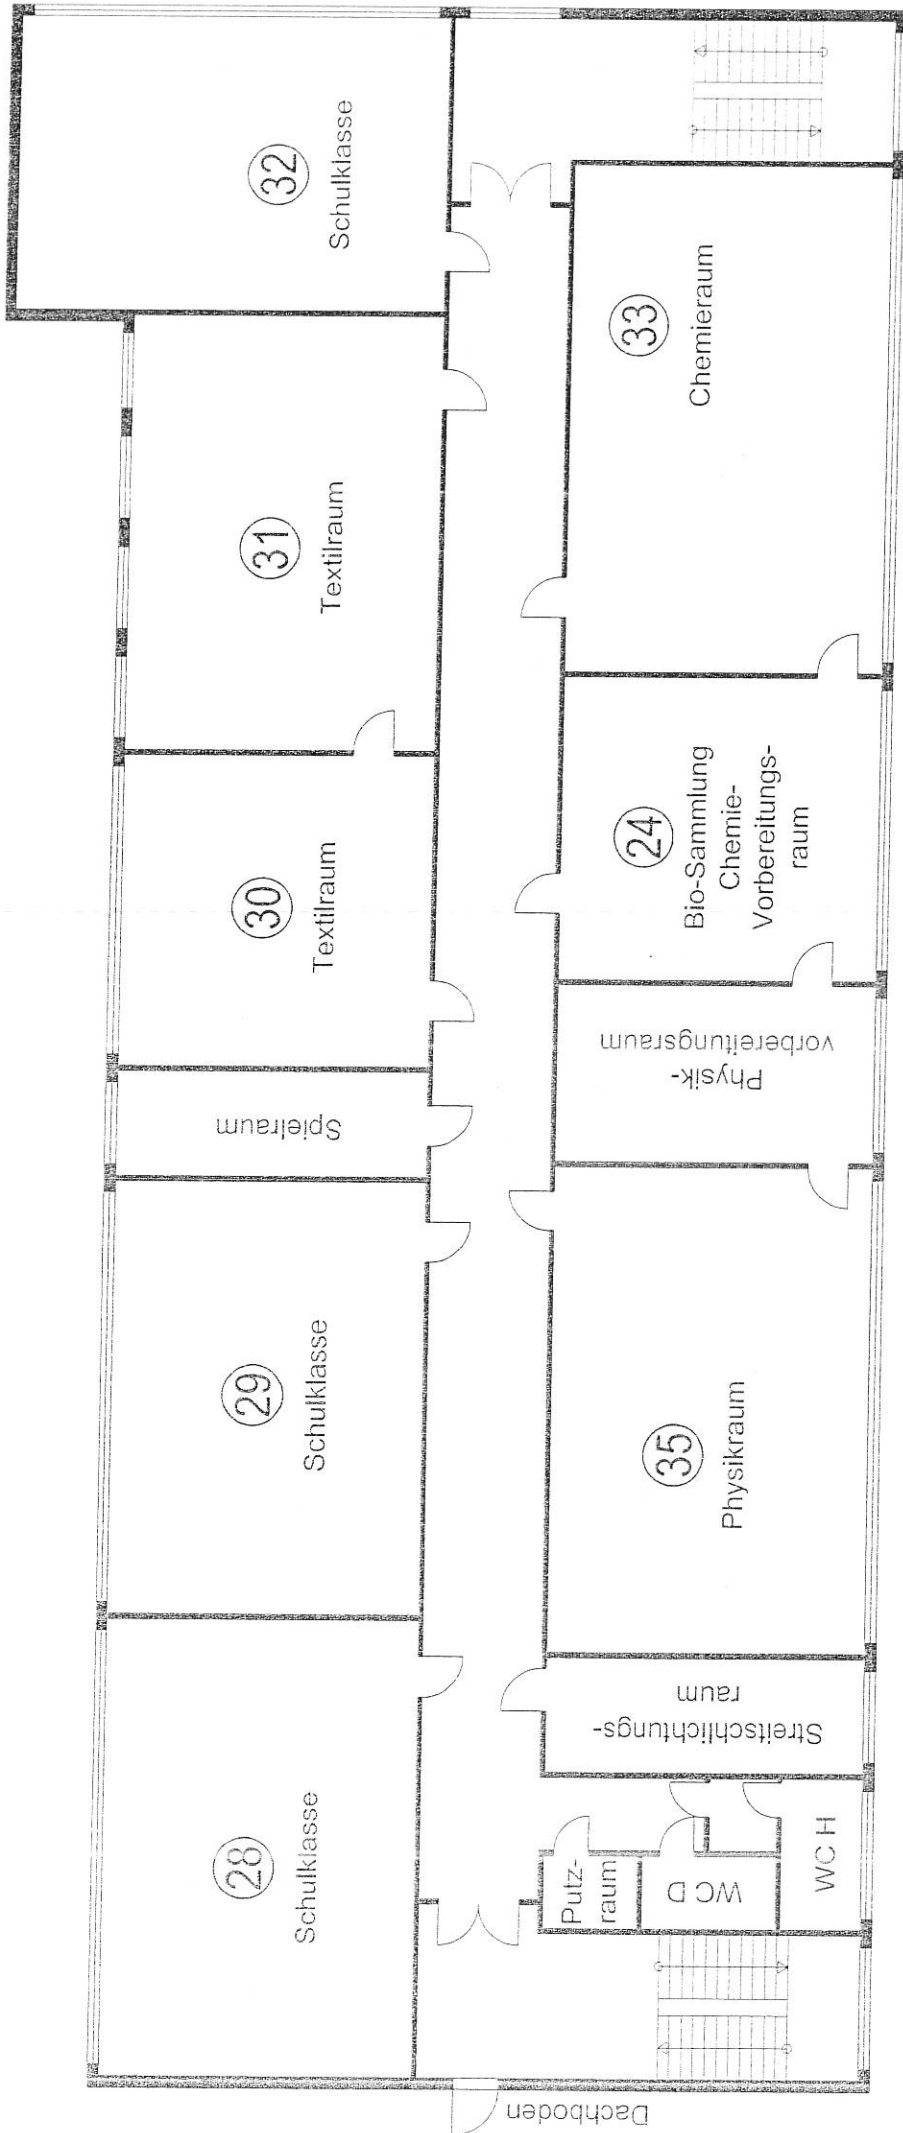 28
Schulklasse
29
Schulklasse
Spielraum
30
Textilraum
31
Textilraum
32
Schulklasse
Dachboden
Putz-
raum
WC D
WC H
Streitschlichtungs-
raum
35
Physikraum
Physik-
vorbereitungsraum
24
Bio-Sammlung
Chemie-
Vorbereitungs-
raum
33
Chemieraum